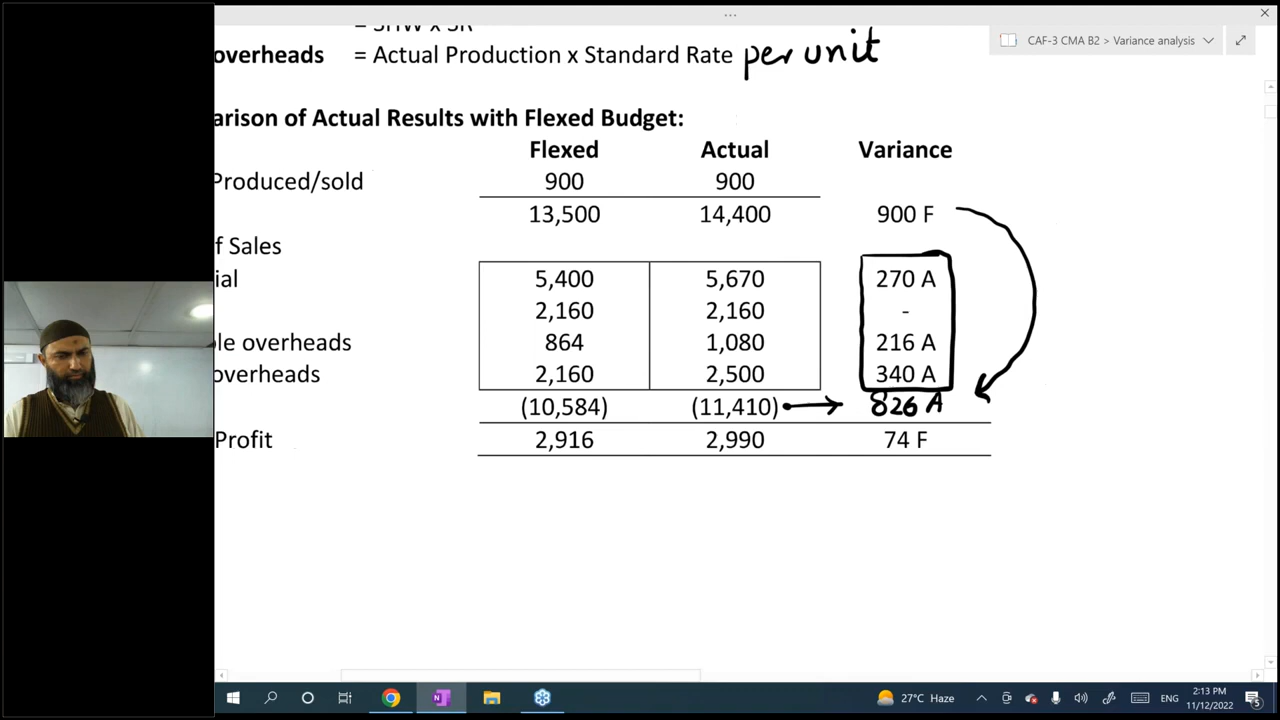 ...
= SHW x SR
CAF-3 CMA B2 > Variance analysis
overheads = Actual Production x Standard Rate per unit
arison of Actual Results with Flexed Budget:
Flexed Actual Variance
Produced/sold 900 900
13,500 14,400 900 F
f Sales
ial 5,400 5,670 270 A
2,160 2,160 -
le overheads 864 1,080 216 A
overheads 2,160 2,500 340 A
(10,584) (11,410) 826 A
Profit 2,916 2,990 74 F
27°C Haze ENG 2:13 PM
11/12/2022 5